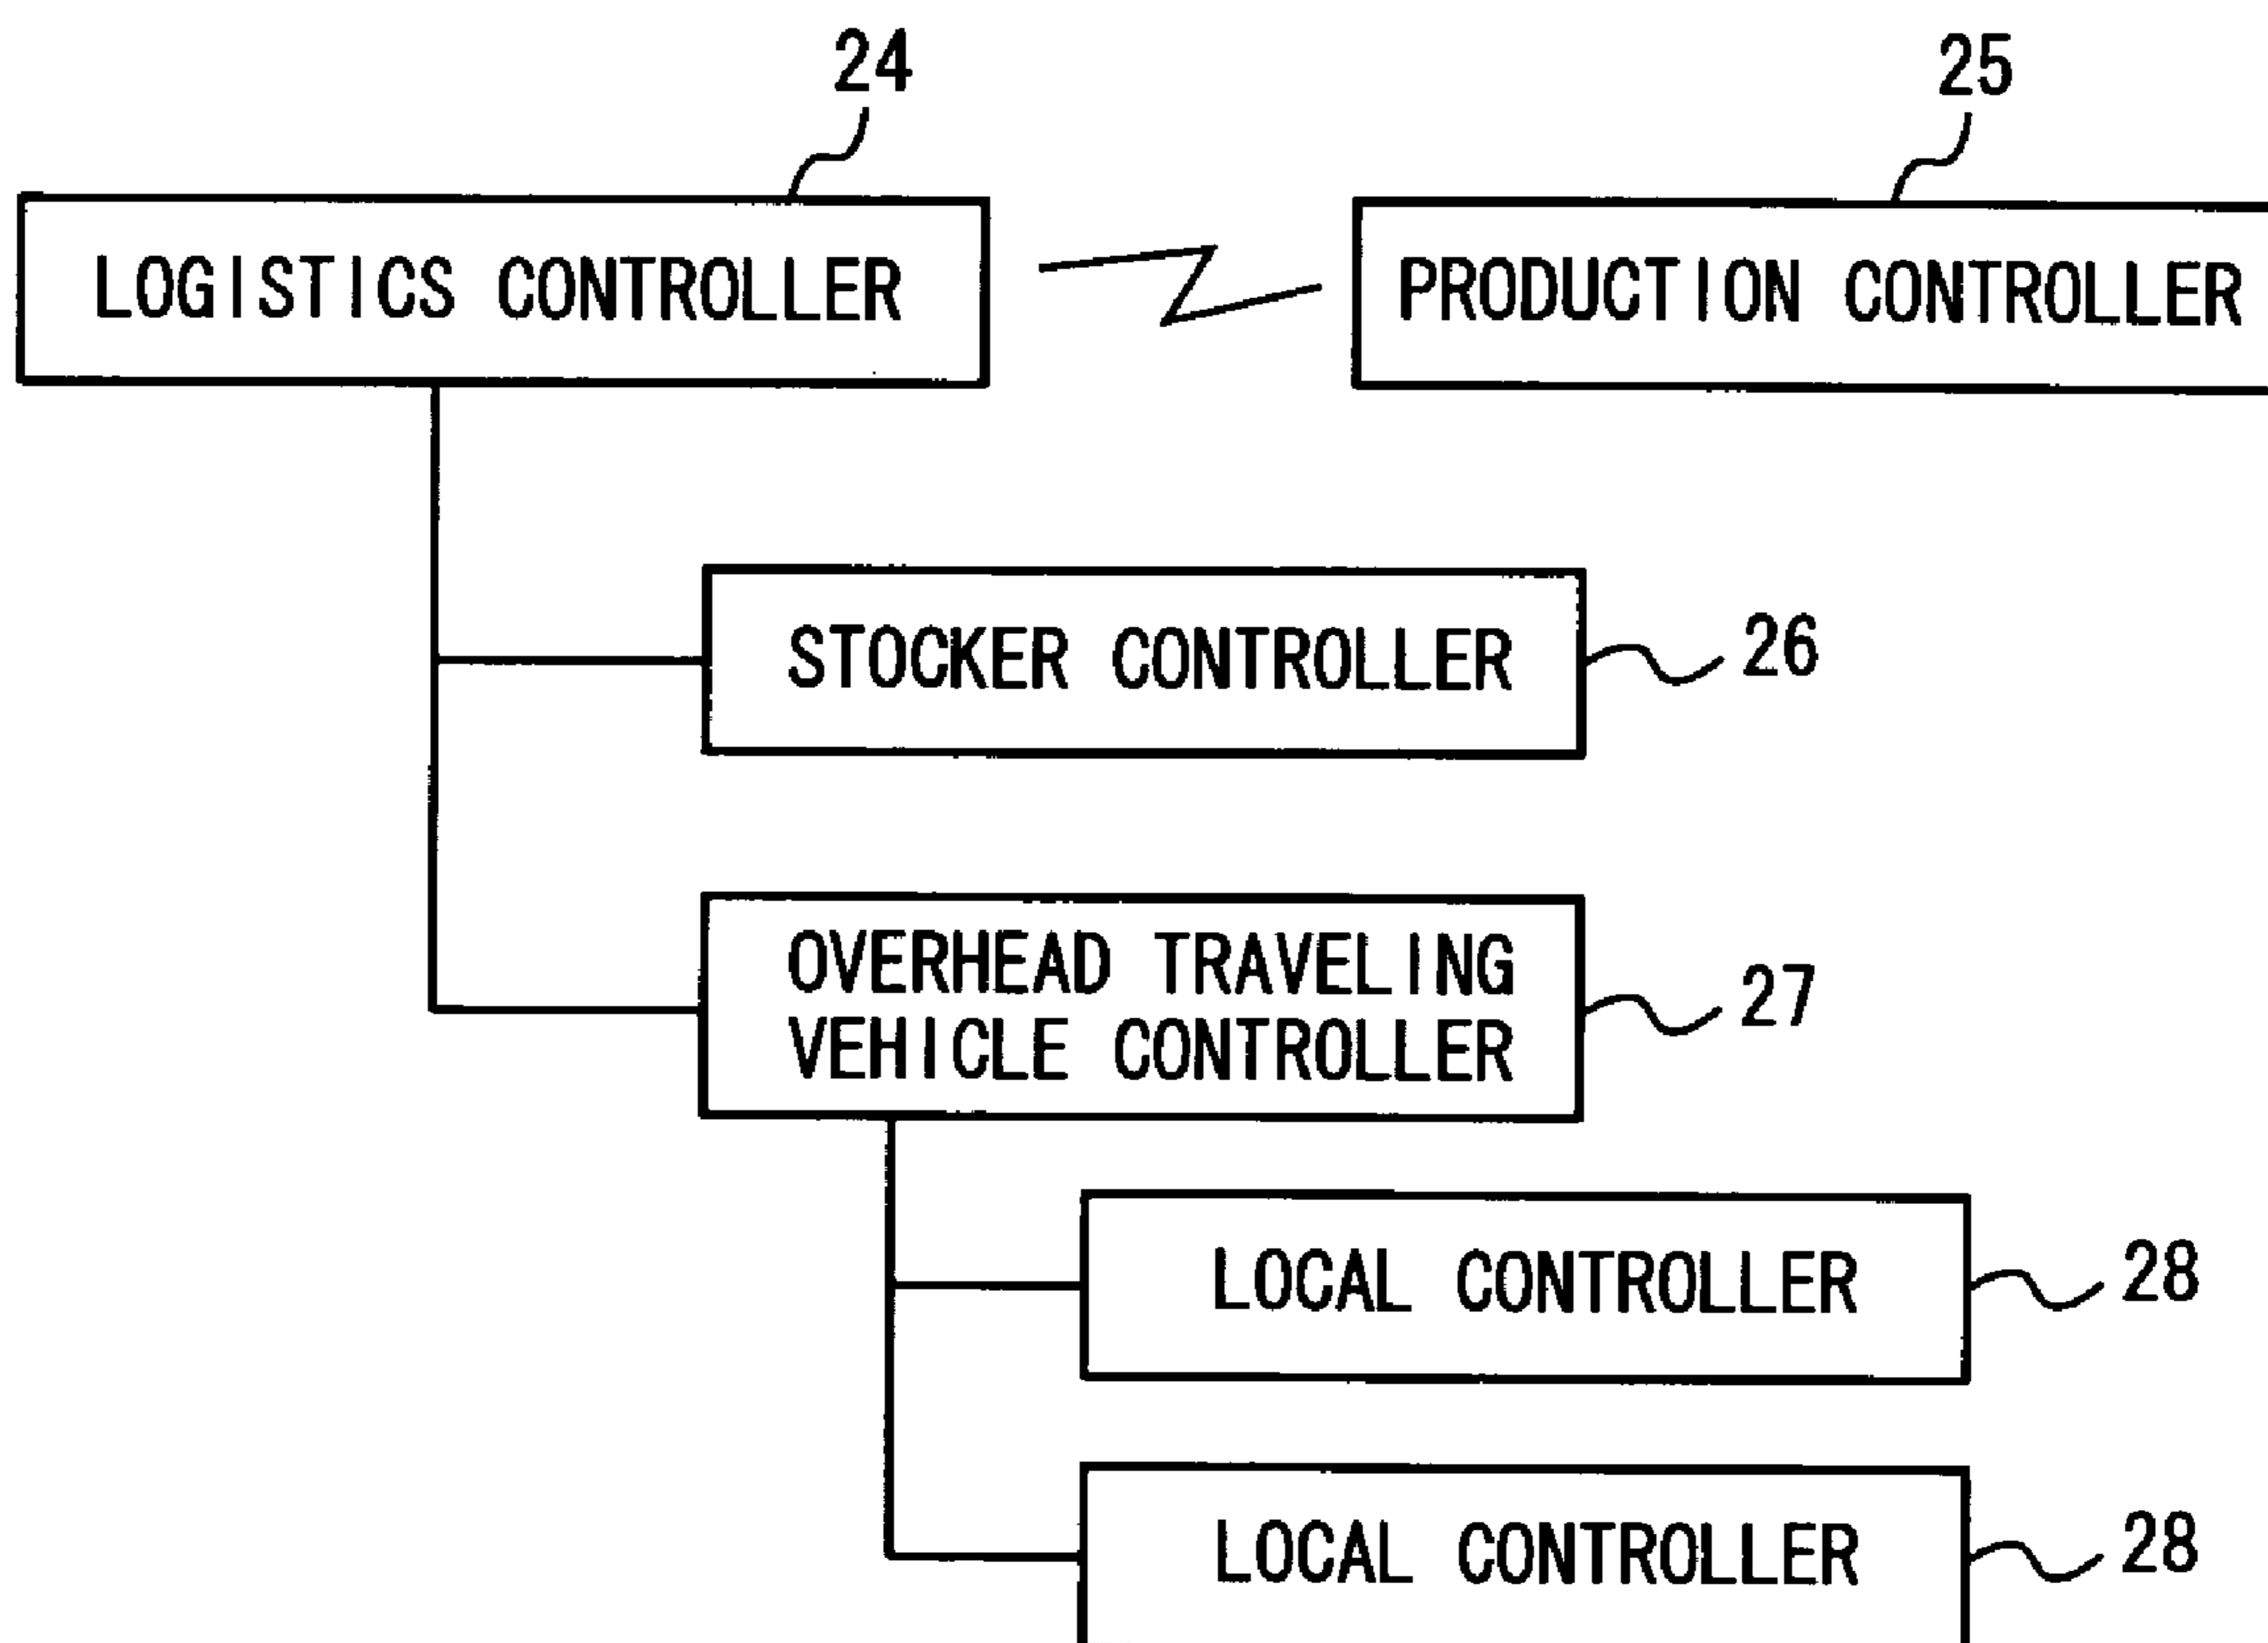 24
25
LOGISTICS CONTROLLER
PRODUCTION CONTROLLER
STOCKER CONTROLLER
26
OVERHEAD TRAVELING
VEHICLE CONTROLLER
27
LOCAL CONTROLLER
28
LOCAL CONTROLLER
28